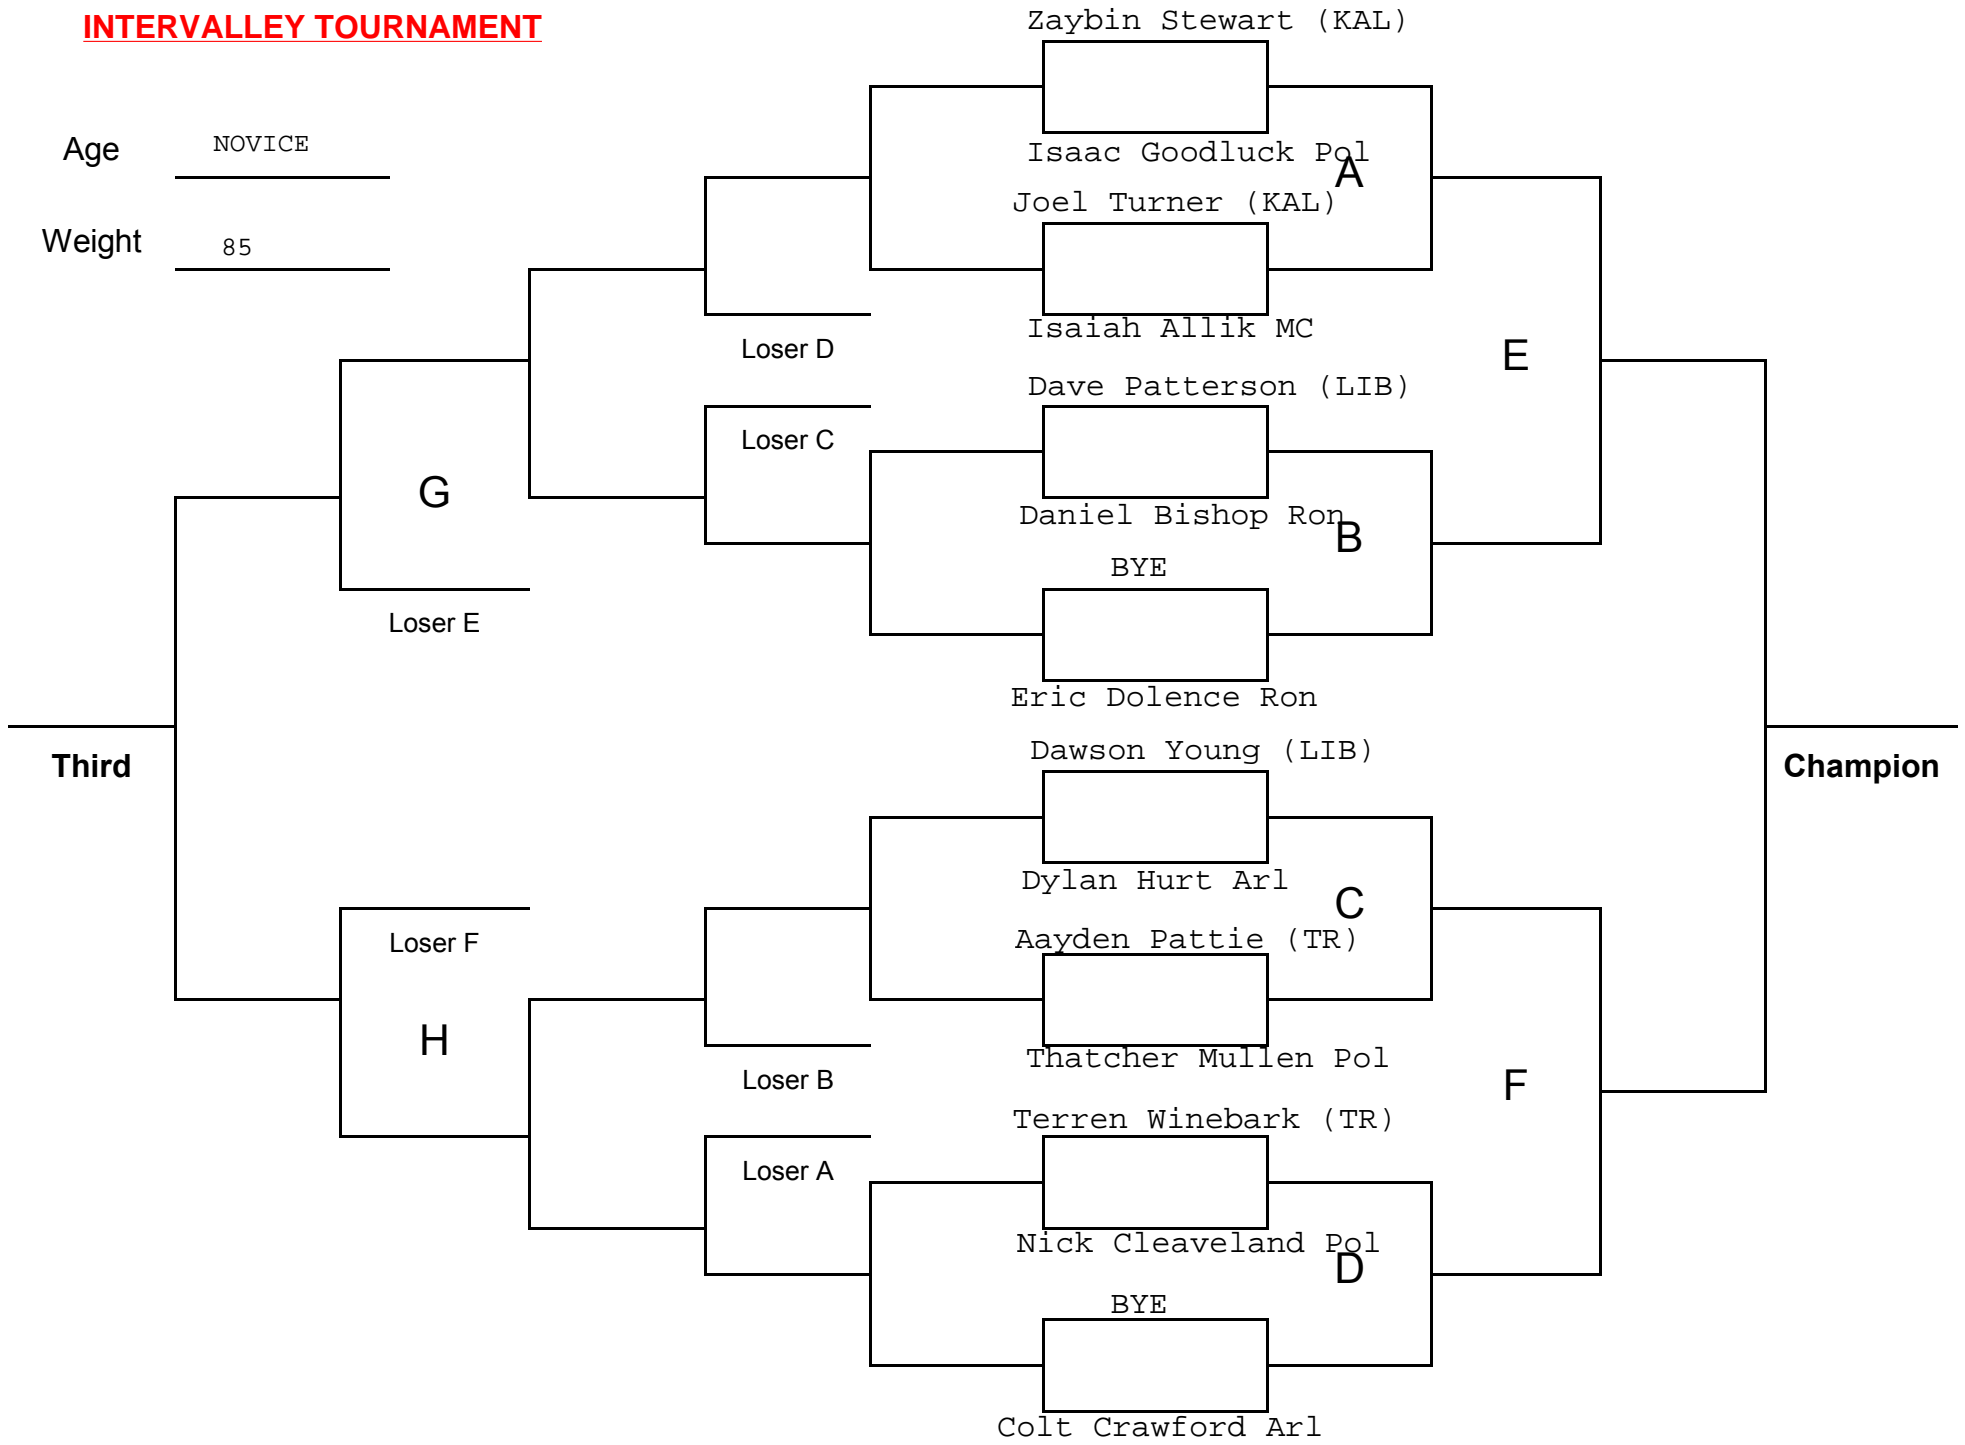 INTERVALLEY TOURNAMENT
Zaybin Stewart (KAL)
Age NOVICE
Isaac Goodluck Pol
A
Joel Turner (KAL)
Weight 85
Isaiah Allik MC
Loser D
E
Dave Patterson (LIB)
Loser C
G
Daniel Bishop Ron
B
BYE
Loser E
Eric Dolence Ron
Dawson Young (LIB)
Third
Champion
Dylan Hurt Arl
C
Loser F
Aayden Pattie (TR)
H
Thatcher Mullen Pol
Loser B
F
Terren Winebark (TR)
Loser A
Nick Cleaveland Pol
D
BYE
Colt Crawford Arl